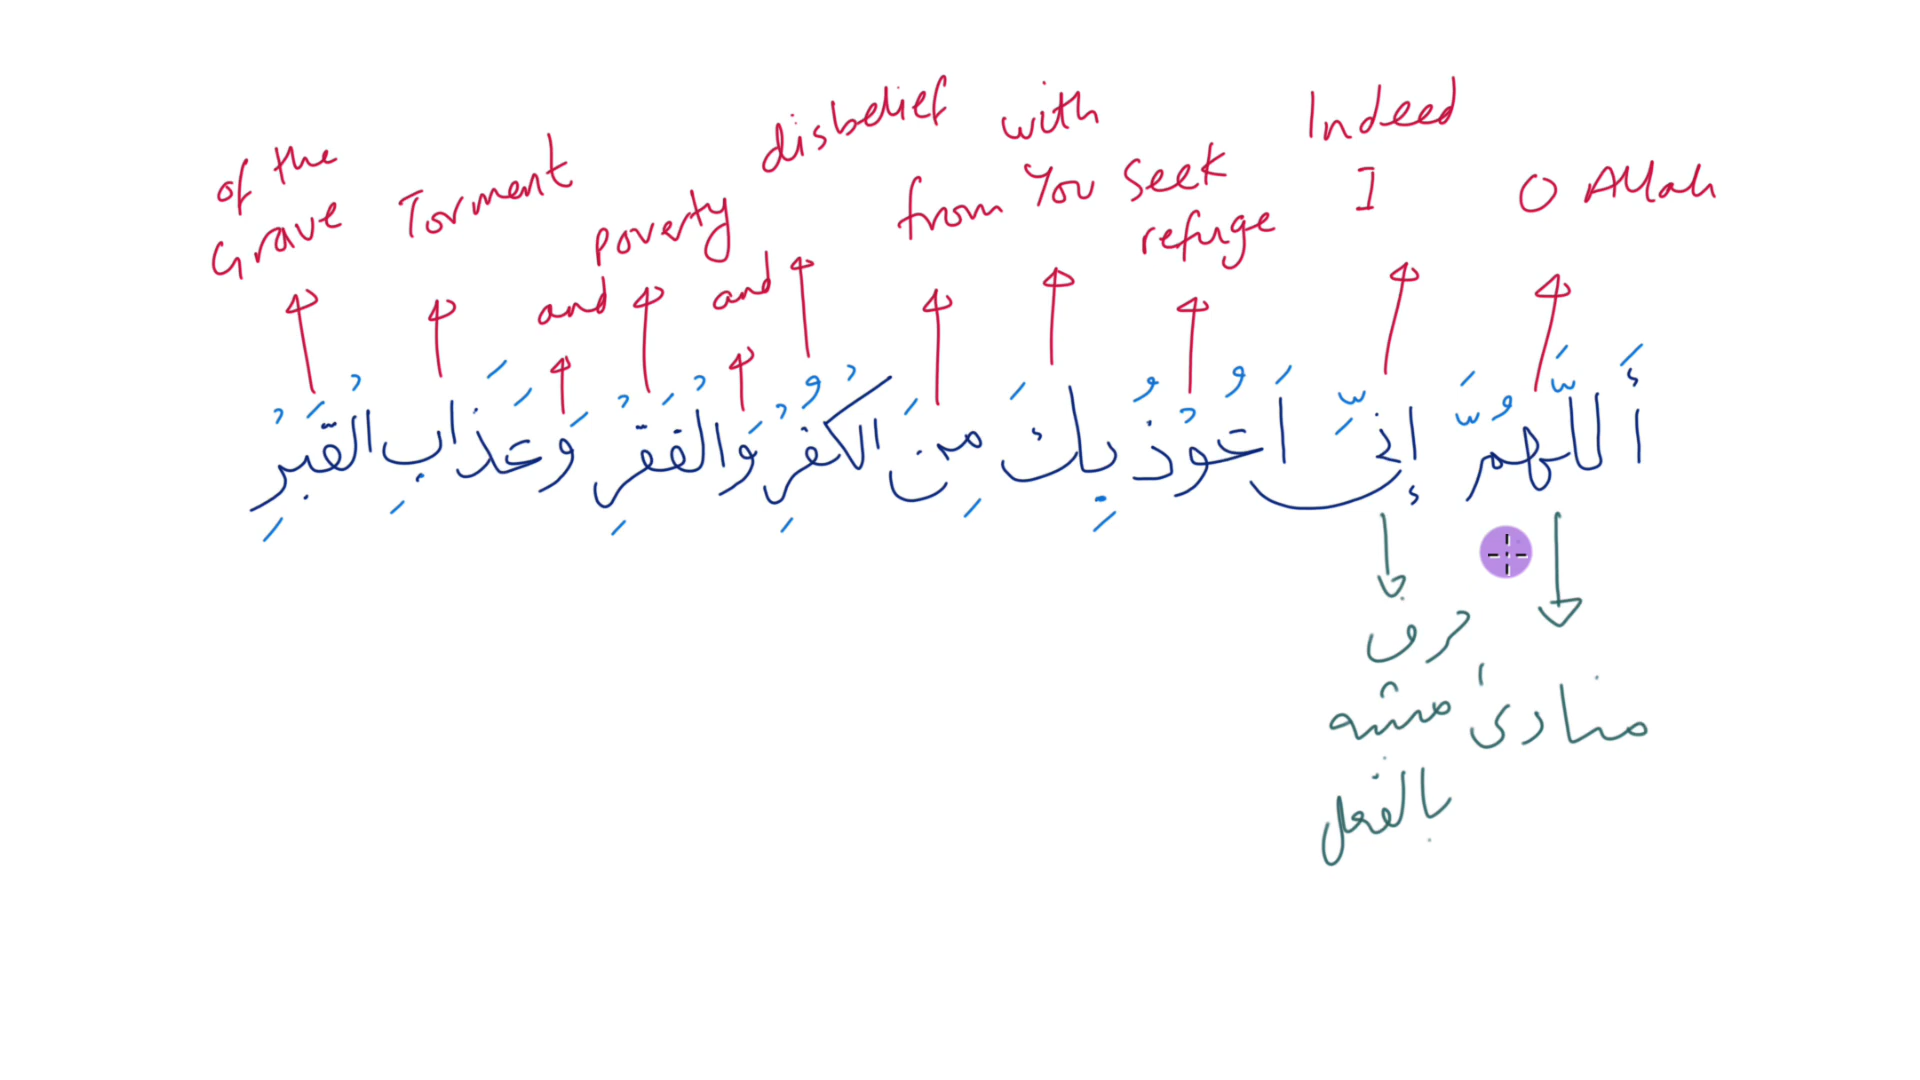 of the Grave
Torment
and
poverty
and
disbelief
from
with You
Seek refuge
Indeed I
O Allah
أَللَّهُمَّ إِنِّى اَعُوْذُ بِكَ مِنَ الْكُفْرِ وَالْفَقْرِ وَعَذَابِ الْقَبْرِ
منادىٰ
حرف
مشبه
بالفعل